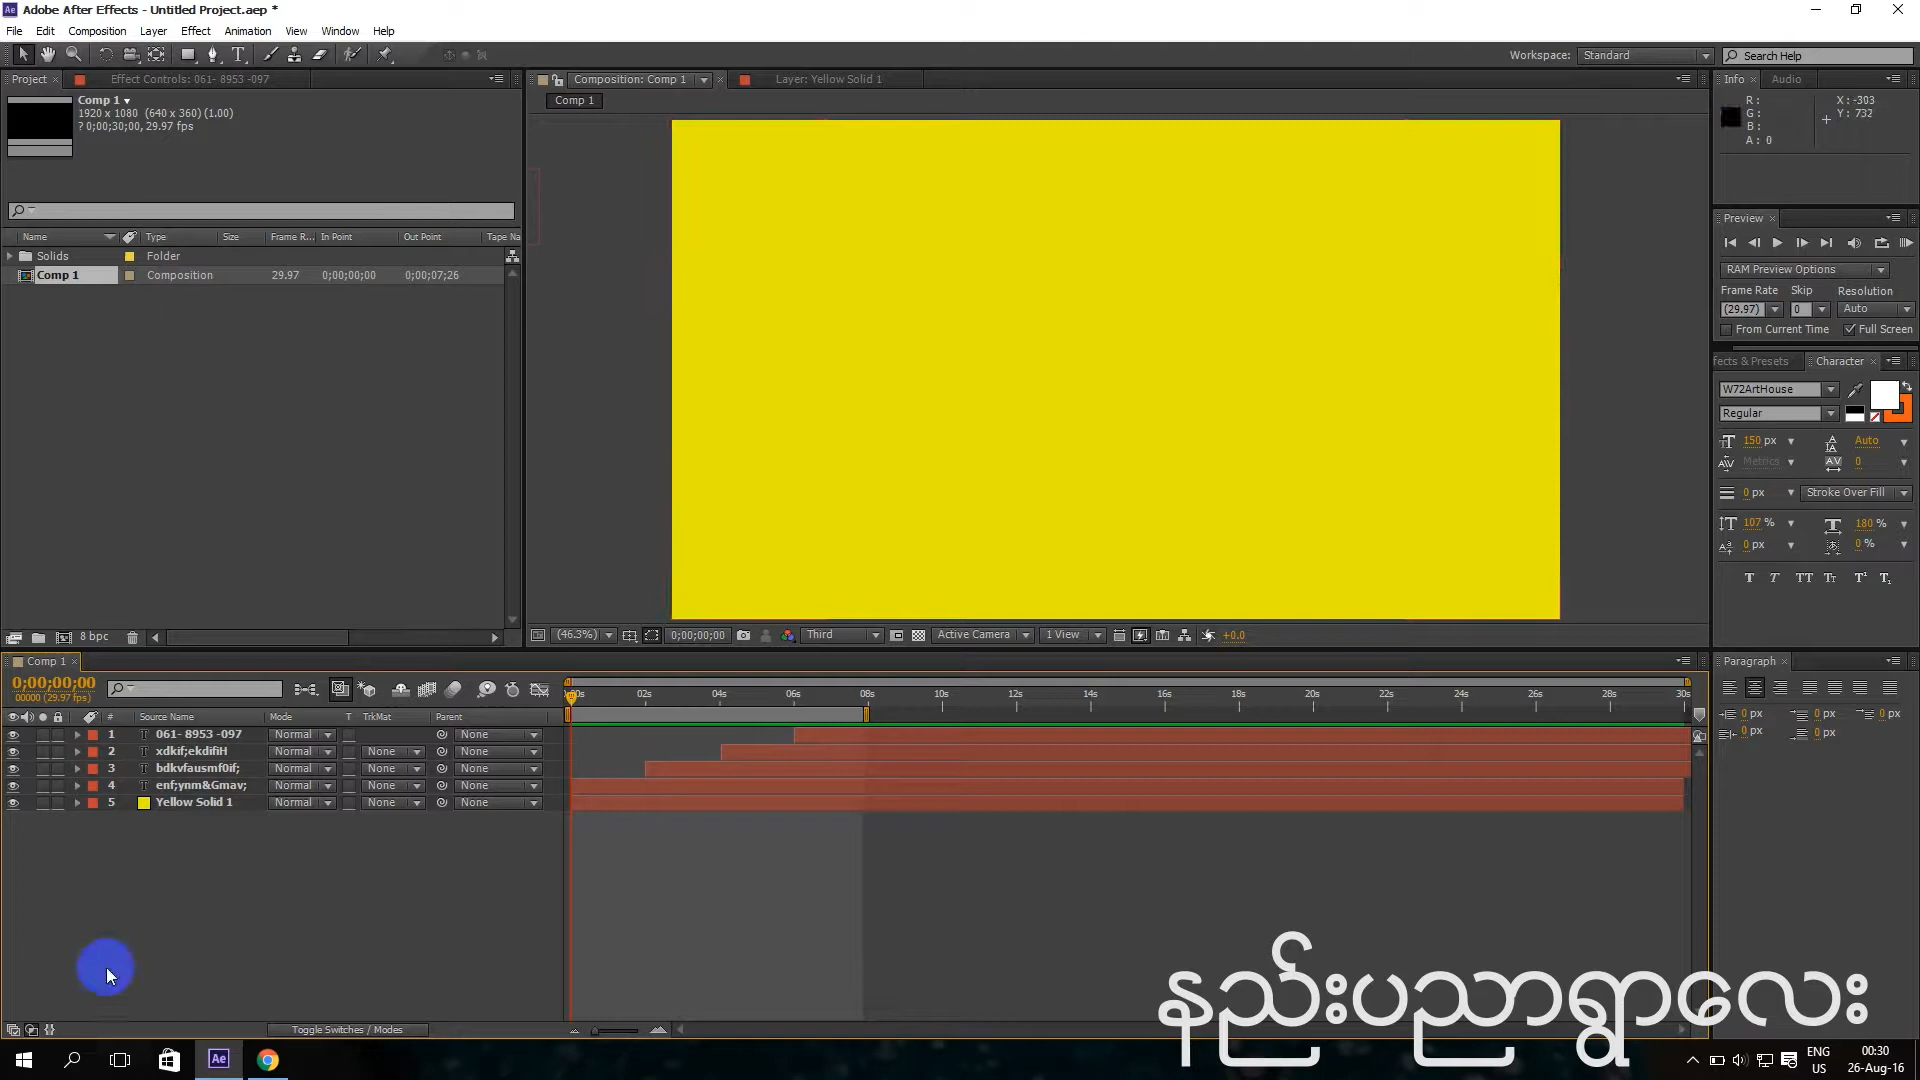 Adobe After Effects - Untitled Project.aep *
File Edit Composition Layer Effect Animation View Window Help
Workspace: Standard Search Help
Project Effect Controls: 061- 8953 -097
Comp 1
1920 x 1080 (640 x 360) (1.00)
? 0;00;30;00, 29.97 fps
Name Type Size Frame R... In Point Out Point Tape Na
Solids Folder
Comp 1 Composition 29.97 0;00;00;00 0;00;07;26
8 bpc
Composition: Comp 1 Layer: Yellow Solid 1
Comp 1
(46.3%) 0;00;00;00 Third Active Camera 1 View +0.0
Info Audio
R: X: -303
G: Y: 732
B:
A: 0
Preview
RAM Preview Options
Frame Rate Skip Resolution
(29.97) 0 Auto
From Current Time Full Screen
fects & Presets Character
W72ArtHouse
Regular
150 px Auto
Metrics 0
0 px Stroke Over Fill
107 % 180 %
0 px 0 %
T T TT Tr T¹ T₁
Paragraph
0 px 0 px 0 px
0 px 0 px
Comp 1
0;00;00;00
00000 (29.97 fps)
:00s 02s 04s 06s 08s 10s 12s 14s 16s 18s 20s 22s 24s 26s 28s 30s
# Source Name Mode T TrkMat Parent
1 T 061- 8953 -097 Normal None
2 T xdkif;ekdifiH Normal None None
3 T bdkvfausmf0if; Normal None None
4 T enf;ynm&Gmav; Normal None None
5 Yellow Solid 1 Normal None None
Toggle Switches / Modes
နည်းပညာရွာလေး
Ae
ENG
US
00:30
26-Aug-16